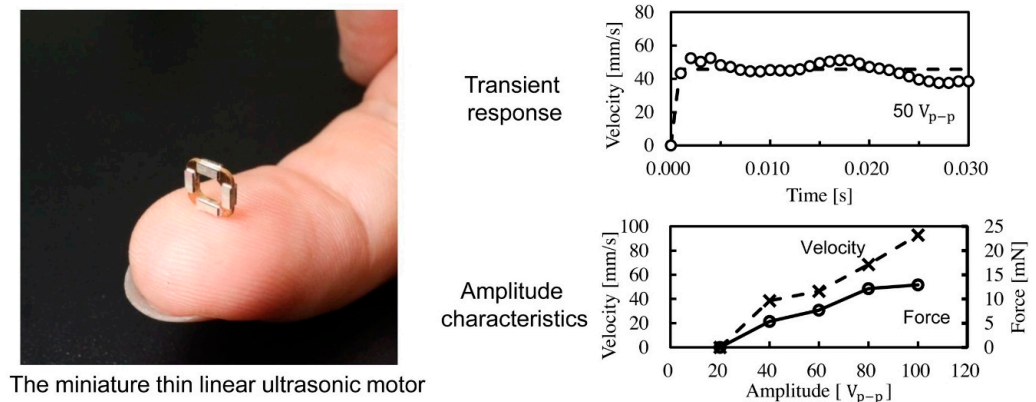 The miniature thin linear ultrasonic motor
Transient
response
Velocity [mm/s]
80
60
40
20
0
50 Vp-p
0.000
0.010
0.020
0.030
Time [s]
Amplitude
characteristics
Velocity [mm/s]
100
80
60
40
20
0
Velocity
Force
25
20
15
10
5
0
Force [mN]
0
20
40
60
80
100
120
Amplitude [ Vp-p]